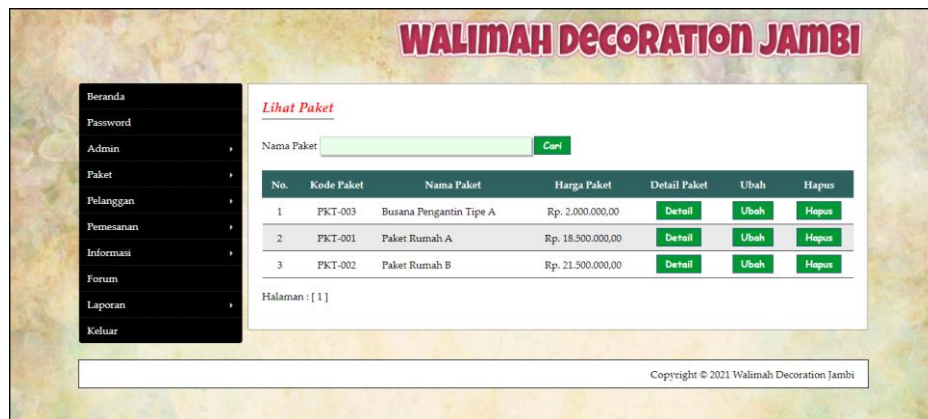 WALIMAH DECORATION JAMBI
Beranda
Password
Admin
Paket
Pelanggan
Pemesanan
Informasi
Forum
Laporan
Keluar
Lihat Paket
Nama Paket Cari
No. Kode Paket Nama Paket Harga Paket Detail Paket Ubah Hapus
1 PKT-003 Busana Pengantin Tipe A Rp. 2.000.000,00 Detail Ubah Hapus
2 PKT-001 Paket Rumah A Rp. 18.500.000,00 Detail Ubah Hapus
3 PKT-002 Paket Rumah B Rp. 21.500.000,00 Detail Ubah Hapus
Halaman : [ 1 ]
Copyright © 2021 Walimah Decoration Jambi